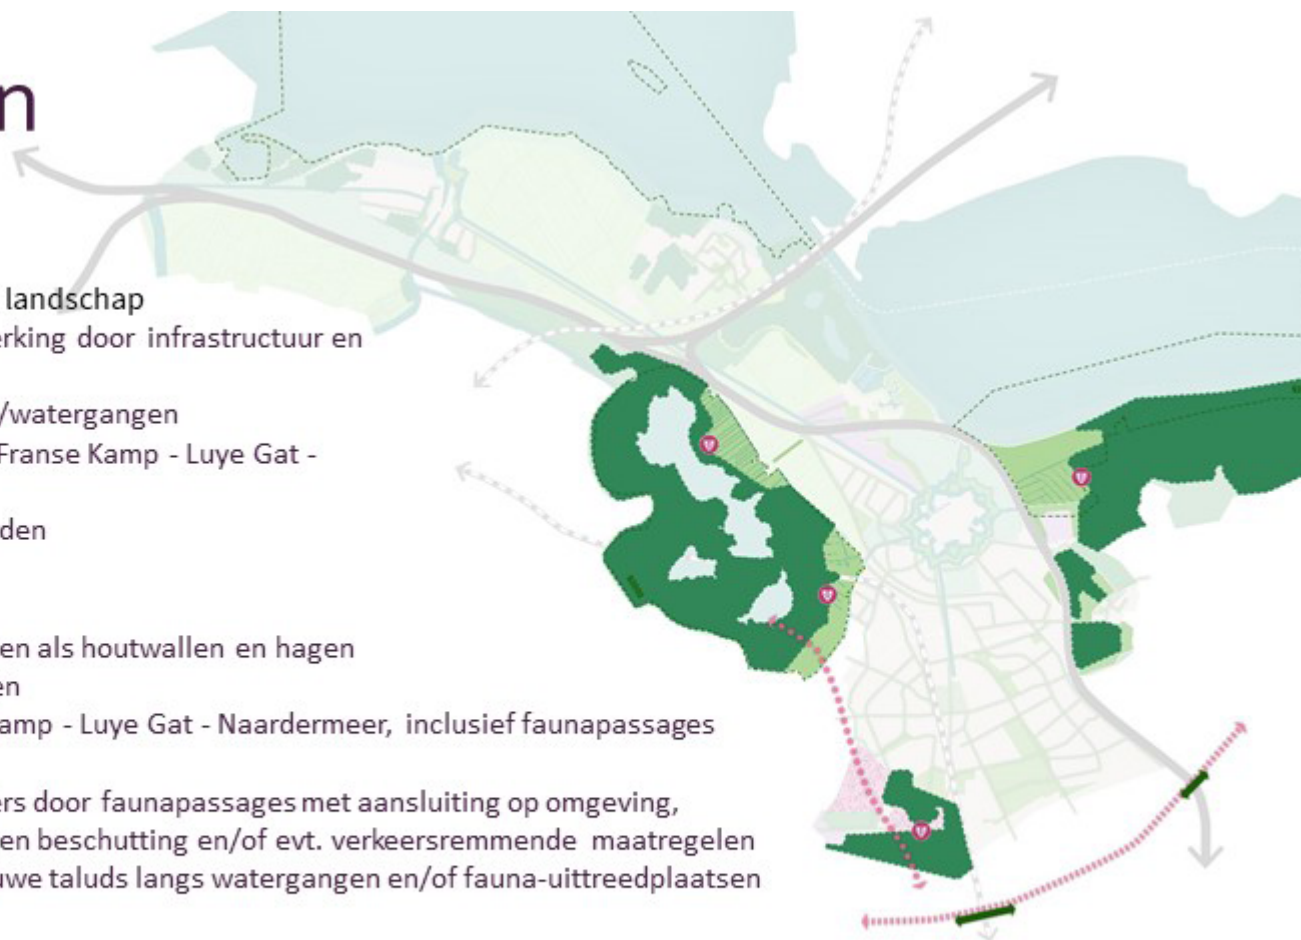 n
landschap
erking door infrastructuur en
/watergangen
Franse Kamp - Luye Gat -
den
en als houtwallen en hagen
en
amp - Luye Gat - Naardermeer, inclusief faunapassages
ers door faunapassages met aansluiting op omgeving,
en beschutting en/of evt. verkeersremmende maatregelen
uwe taluds langs watergangen en/of fauna-uittreedplaatsen